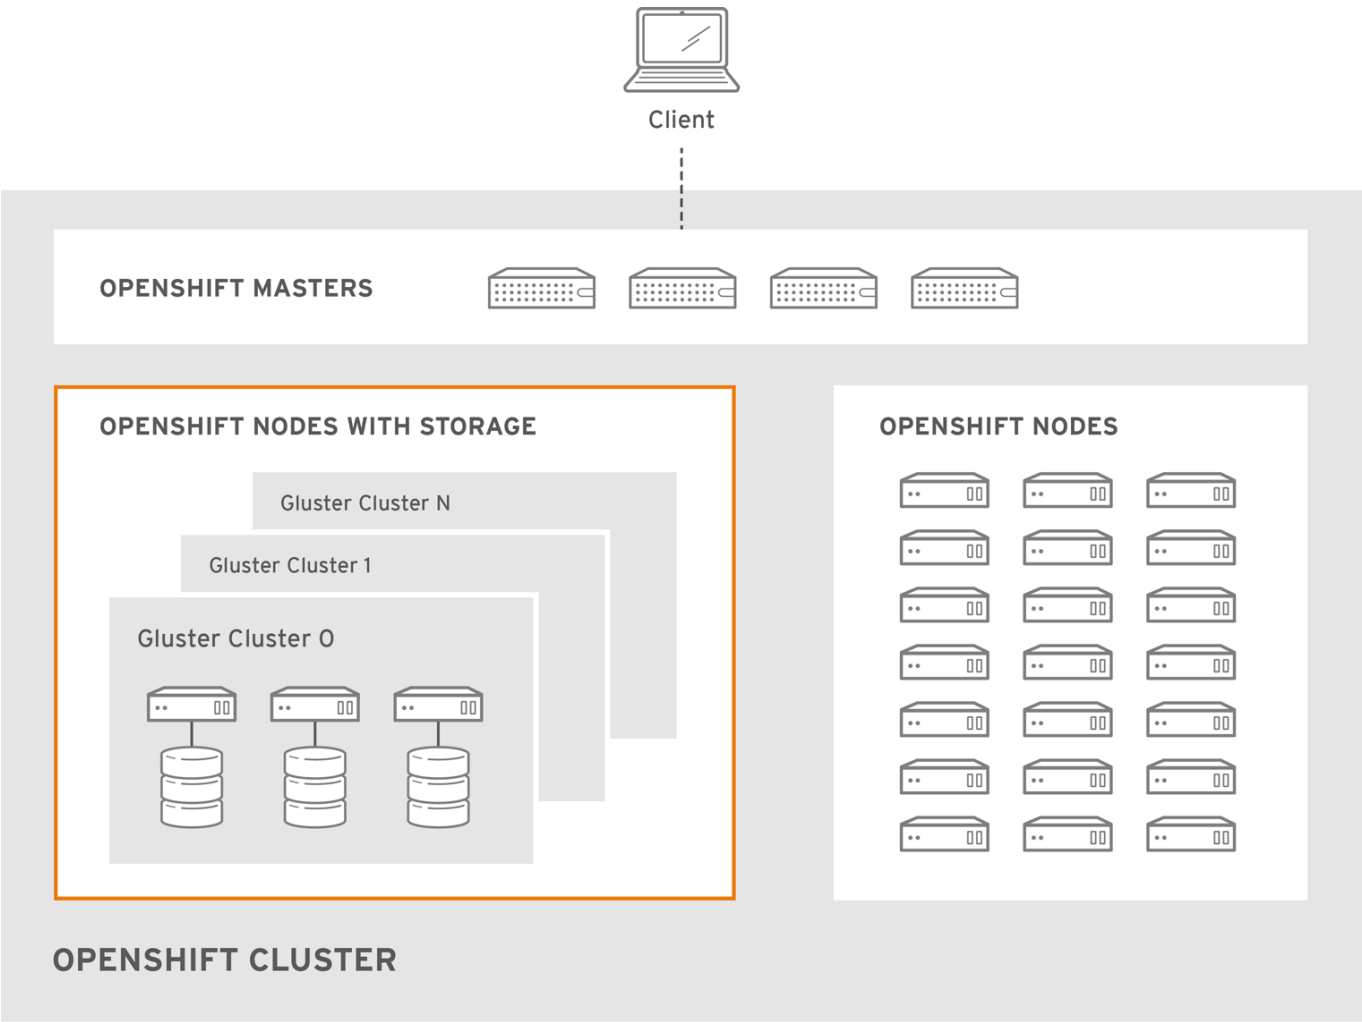 Client
OPENSHIFT MASTERS
OPENSHIFT NODES WITH STORAGE
Gluster Cluster N
Gluster Cluster 1
Gluster Cluster 0
OPENSHIFT NODES
OPENSHIFT CLUSTER